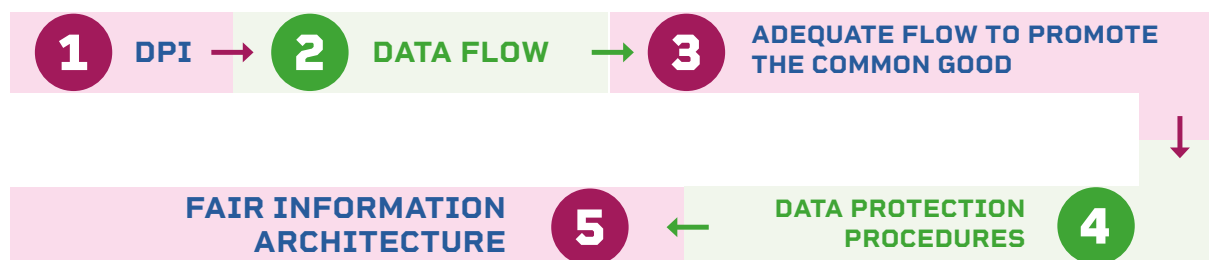 1 DPI
2 DATA FLOW
3 ADEQUATE FLOW TO PROMOTE
THE COMMON GOOD
4 DATA PROTECTION
PROCEDURES
5 FAIR INFORMATION
ARCHITECTURE